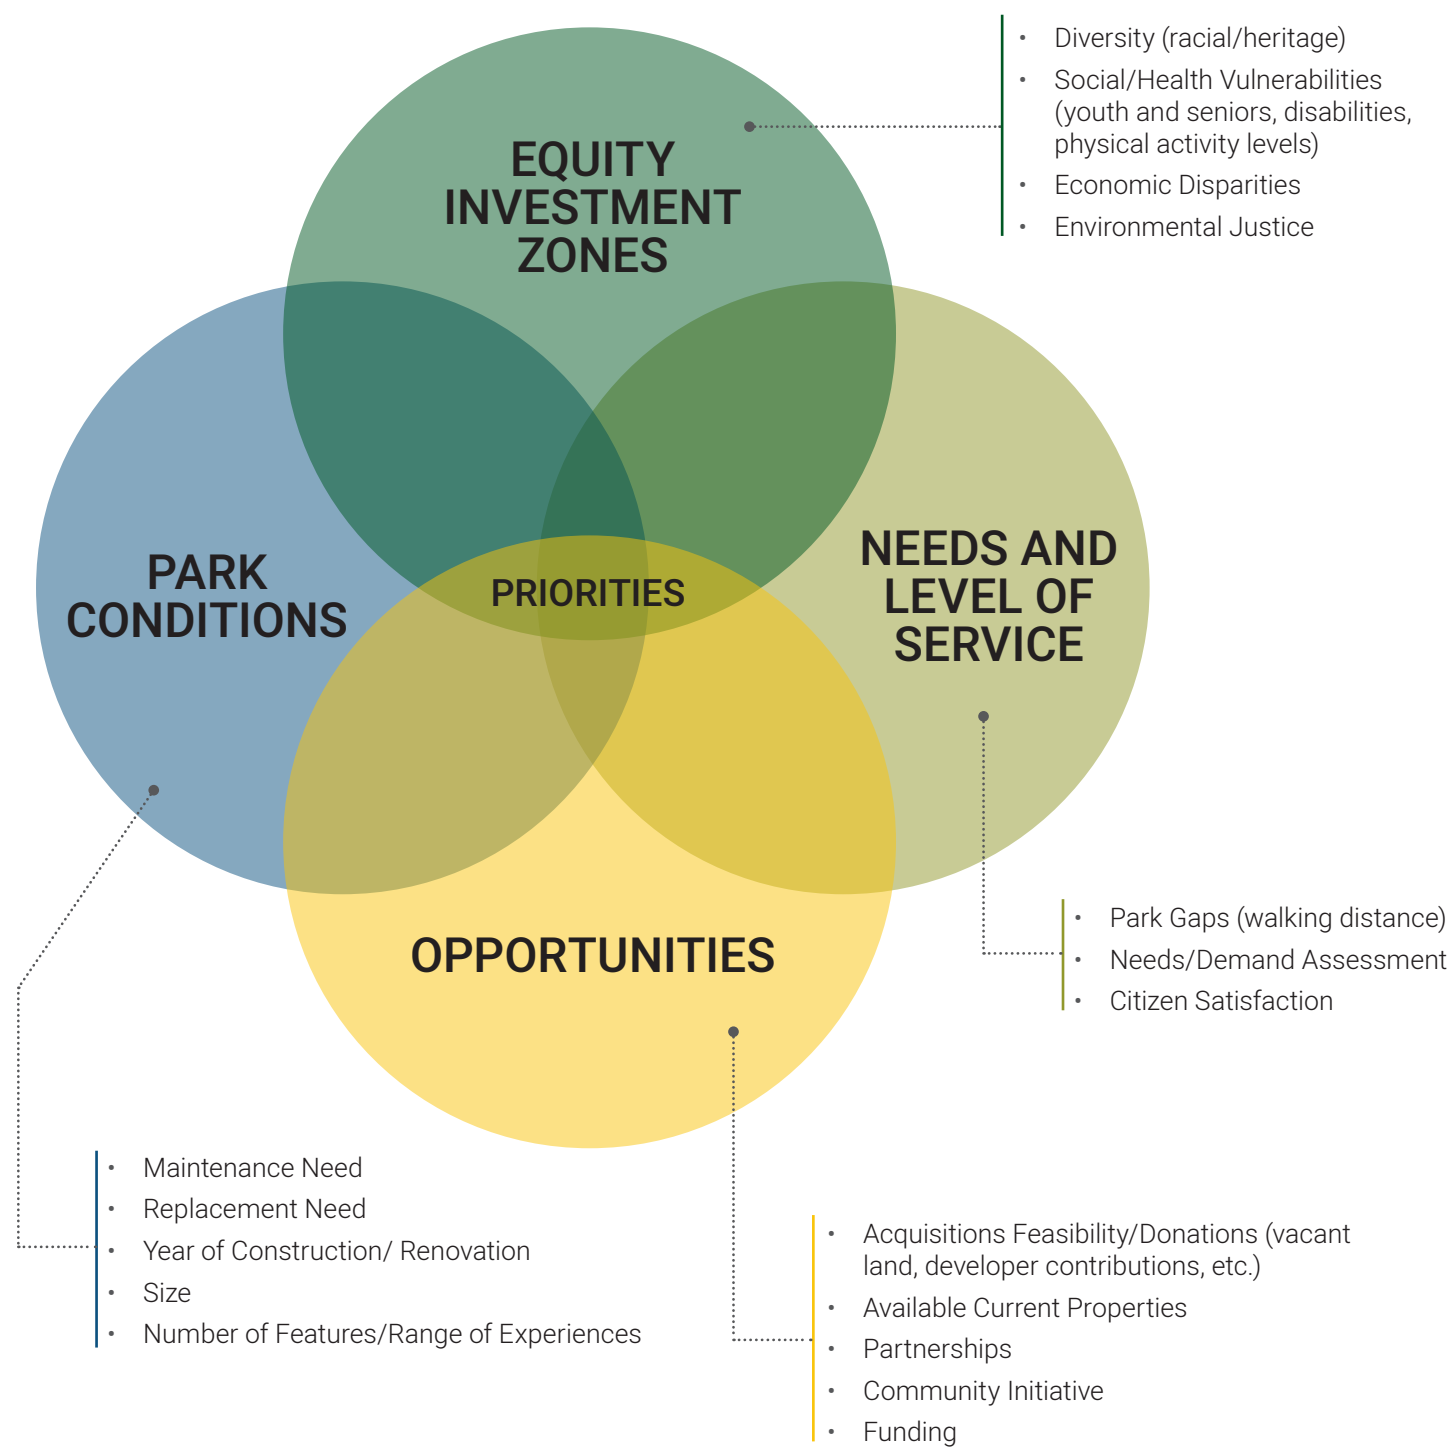 • Diversity (racial/heritage)
• Social/Health Vulnerabilities
(youth and seniors, disabilities,
physical activity levels)
• Economic Disparities
• Environmental Justice
EQUITY
INVESTMENT
ZONES
PARK
CONDITIONS
PRIORITIES
NEEDS AND
LEVEL OF
SERVICE
OPPORTUNITIES
• Park Gaps (walking distance)
• Needs/Demand Assessment
• Citizen Satisfaction
• Maintenance Need
• Replacement Need
• Year of Construction/ Renovation
• Size
• Number of Features/Range of Experiences
• Acquisitions Feasibility/Donations (vacant
land, developer contributions, etc.)
• Available Current Properties
• Partnerships
• Community Initiative
• Funding